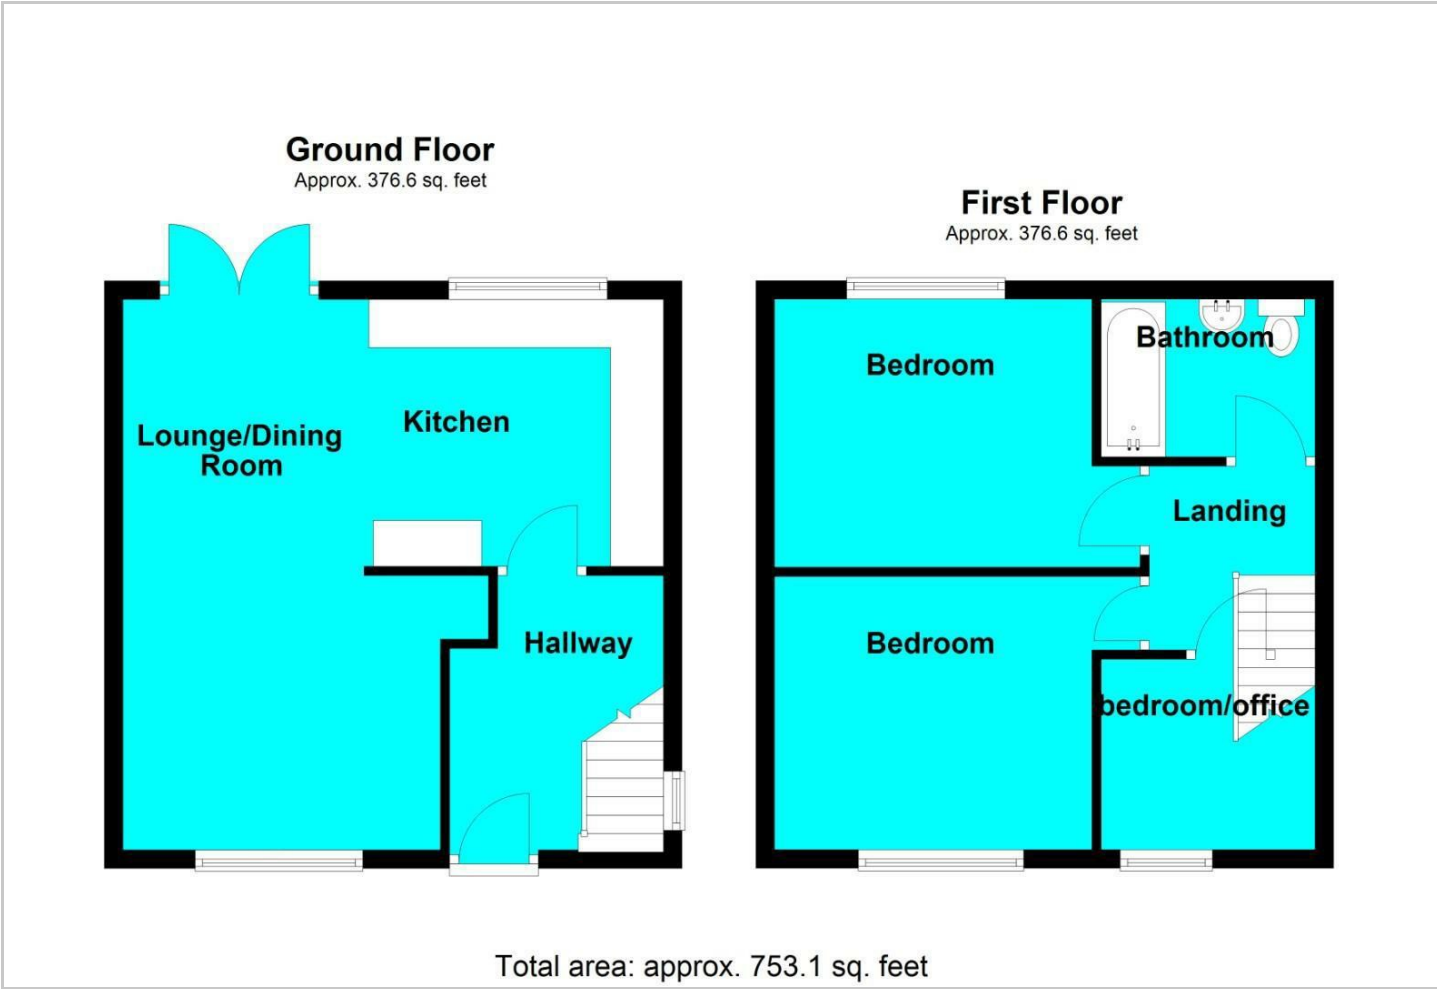 Ground Floor
Approx. 376.6 sq. feet
Lounge/Dining
Room
Kitchen
Hallway
First Floor
Approx. 376.6 sq. feet
Bedroom
Bathroom
Landing
Bedroom
bedroom/office
Total area: approx. 753.1 sq. feet